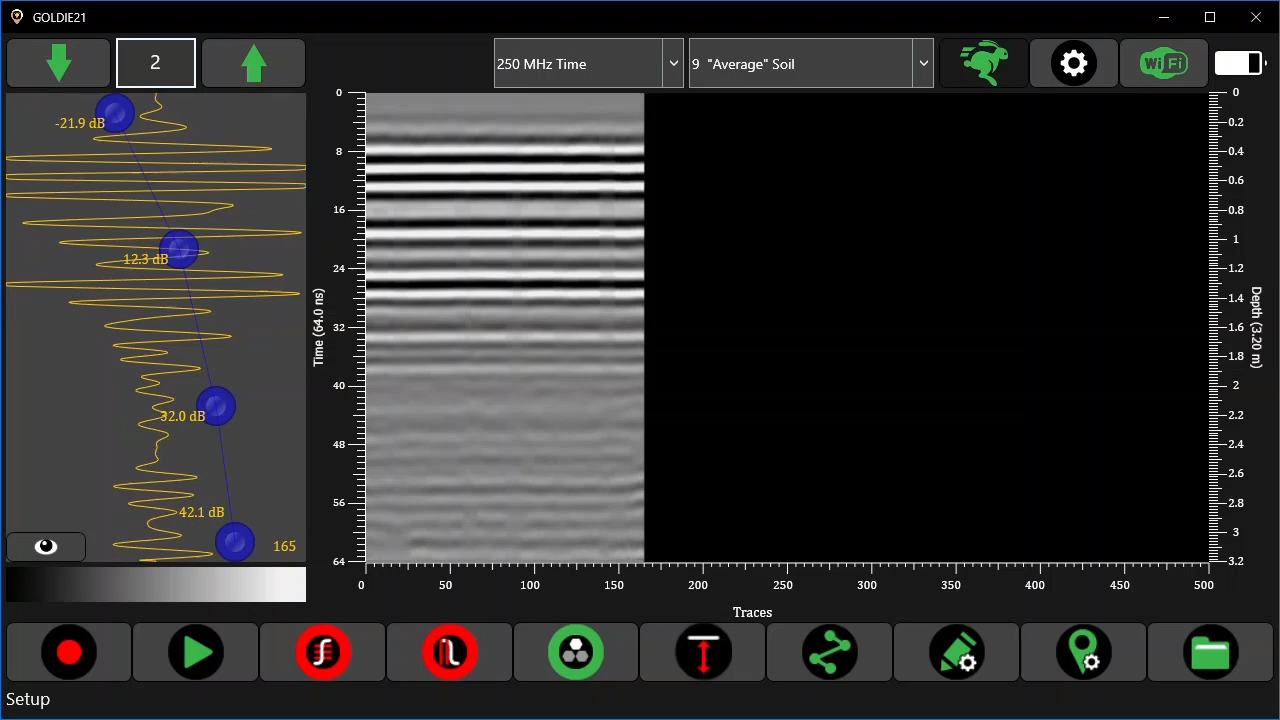 GOLDIE21
2
250 MHz Time
9 "Average" Soil
WiFi
-21.9 dB
12.3 dB
32.0 dB
42.1 dB
165
Time (64.0 ns)
0
8
16
24
32
40
48
56
64
0
0.2
0.4
0.6
0.8
1
1.2
1.4
1.6
1.8
2
2.2
2.4
2.6
2.8
3
3.2
Depth (3.20 m)
0 50 100 150 200 250 300 350 400 450 500
Traces
Setup